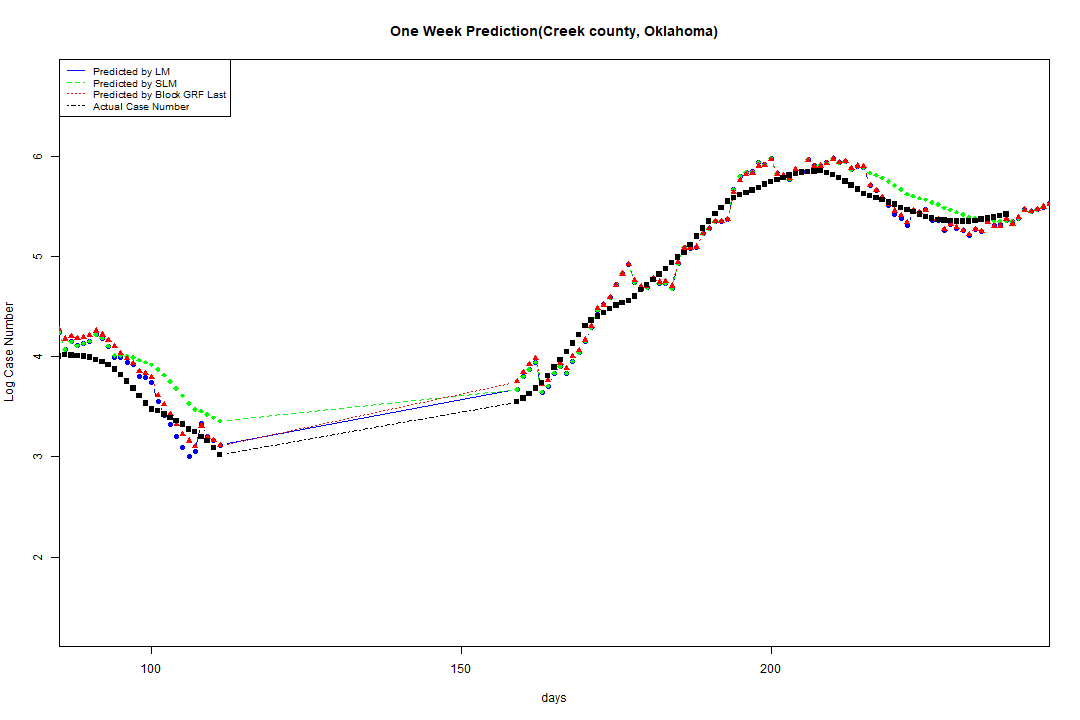 One Week Prediction(Creek county, Oklahoma)
Predicted by LM
Predicted by SLM
Predicted by Block GRF Last
Actual Case Number
6
5
4
3
2
Log Case Number
100 150 200
days